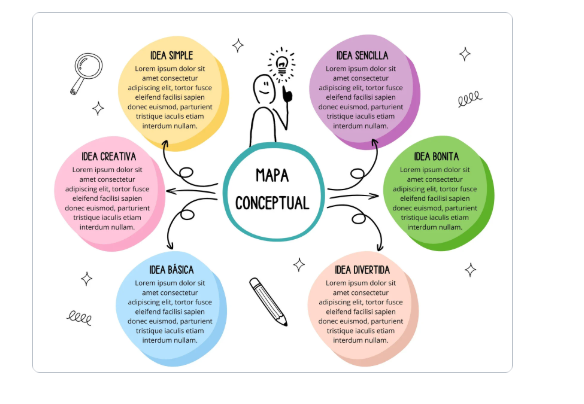 IDEA SIMPLE
Lorem ipsum dolor sit
amet consectetur
adipiscing elit, tortor fusce
eleifend facilisi sapien
donec euismod, parturient
tristique iaculis etiam
interdum nullam.
IDEA SENCILLA
Lorem ipsum dolor sit
amet consectetur
adipiscing elit, tortor fusce
eleifend facilisi sapien
donec euismod, parturient
tristique iaculis etiam
interdum nullam.
IDEA CREATIVA
Lorem ipsum dolor sit
amet consectetur
adipiscing elit, tortor fusce
eleifend facilisi sapien
donec euismod, parturient
tristique iaculis etiam
interdum nullam.
MAPA
CONCEPTUAL
IDEA BONITA
Lorem ipsum dolor sit
amet consectetur
adipiscing elit, tortor fusce
eleifend facilisi sapien
donec euismod, parturient
tristique iaculis etiam
interdum nullam.
IDEA BÁSICA
Lorem ipsum dolor sit
amet consectetur
adipiscing elit, tortor fusce
eleifend facilisi sapien
donec euismod, parturient
tristique iaculis etiam
interdum nullam.
IDEA DIVERTIDA
Lorem ipsum dolor sit
amet consectetur
adipiscing elit, tortor fusce
eleifend facilisi sapien
donec euismod, parturient
tristique iaculis etiam
interdum nullam.